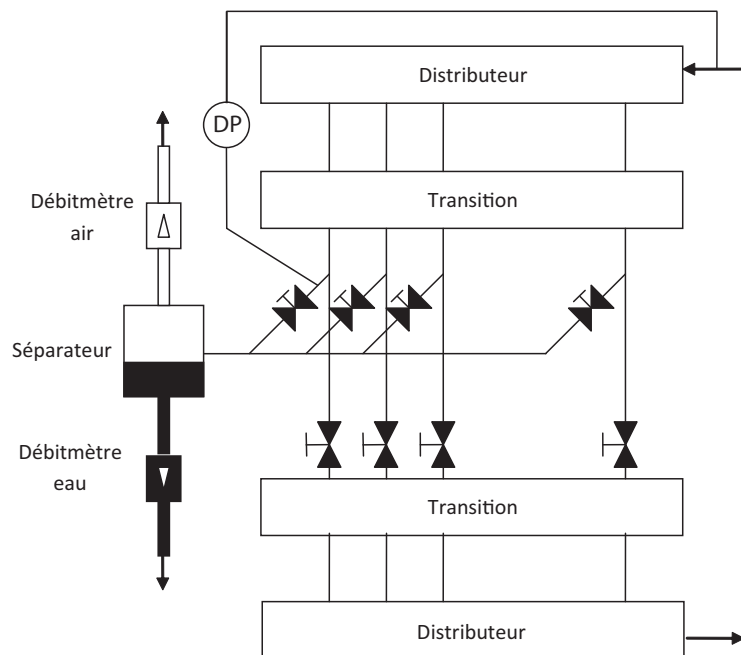 Distributeur
DP
Transition
Débitmètre
air
Séparateur
Débitmètre
eau
Transition
Distributeur